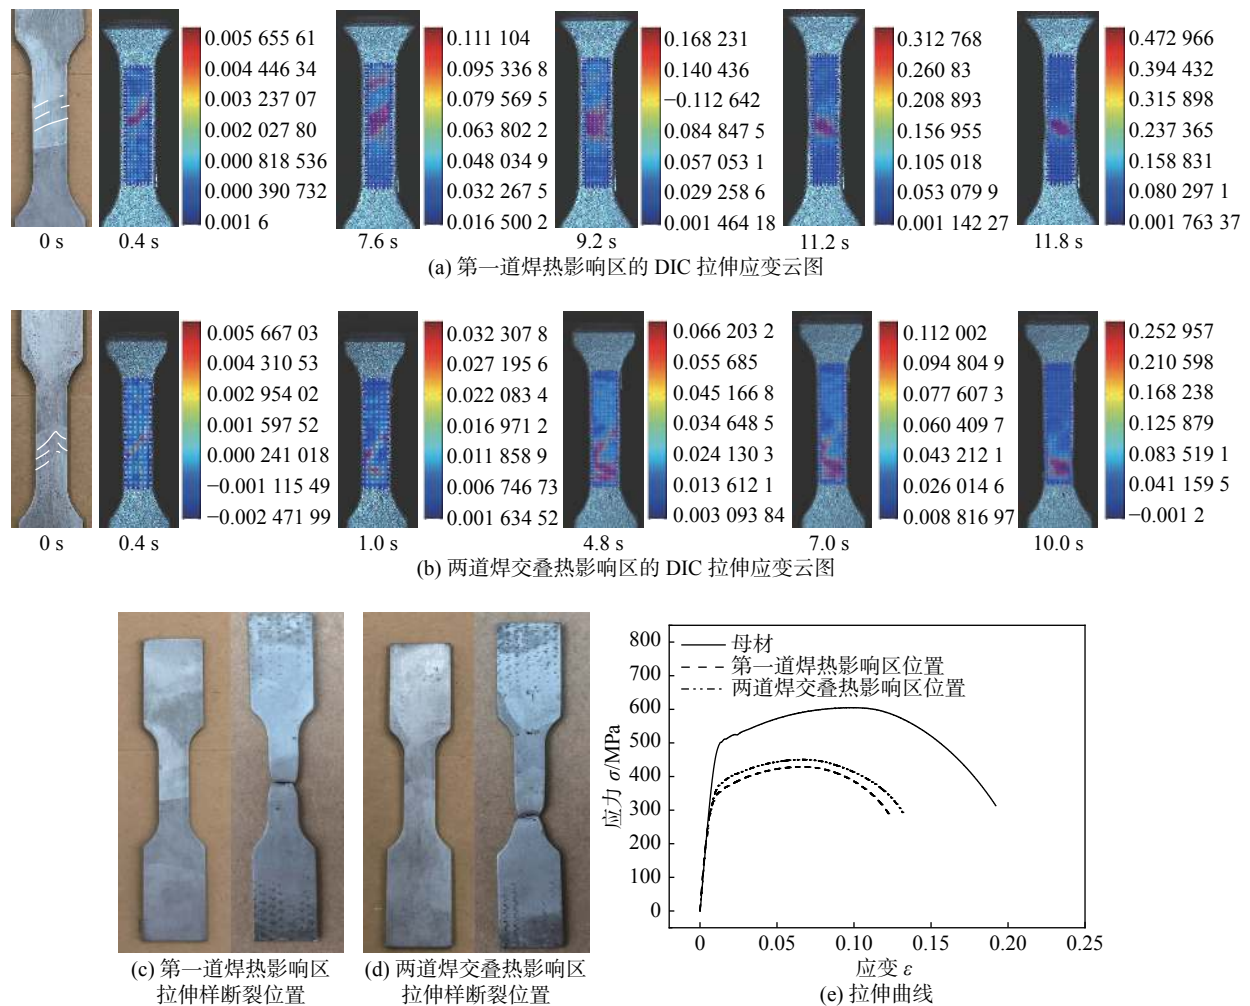 0.005 655 61
0.004 446 34
0.003 237 07
0.002 027 80
0.000 818 536
0.000 390 732
0.001 6
0.111 104
0.095 336 8
0.079 569 5
0.063 802 2
0.048 034 9
0.032 267 5
0.016 500 2
0.168 231
0.140 436
−0.112 642
0.084 847 5
0.057 053 1
0.029 258 6
0.001 464 18
0.312 768
0.260 83
0.208 893
0.156 955
0.105 018
0.053 079 9
0.001 142 27
0.472 966
0.394 432
0.315 898
0.237 365
0.158 831
0.080 297 1
0.001 763 37
0 s
0.4 s
7.6 s
9.2 s
11.2 s
11.8 s
(a) 第一道焊热影响区的 DIC 拉伸应变云图
0.005 667 03
0.004 310 53
0.002 954 02
0.001 597 52
0.000 241 018
−0.001 115 49
−0.002 471 99
0.032 307 8
0.027 195 6
0.022 083 4
0.016 971 2
0.011 858 9
0.006 746 73
0.001 634 52
0.066 203 2
0.055 685
0.045 166 8
0.034 648 5
0.024 130 3
0.013 612 1
0.003 093 84
0.112 002
0.094 804 9
0.077 607 3
0.060 409 7
0.043 212 1
0.026 014 6
0.008 816 97
0.252 957
0.210 598
0.168 238
0.125 879
0.083 519 1
0.041 159 5
−0.001 2
0 s
0.4 s
1.0 s
4.8 s
7.0 s
10.0 s
(b) 两道焊交叠热影响区的 DIC 拉伸应变云图
(c) 第一道焊热影响区
拉伸样断裂位置
(d) 两道焊交叠热影响区
拉伸样断裂位置
800
700
600
500
400
300
200
100
0
应力 σ/MPa
母材
第一道焊热影响区位置
两道焊交叠热影响区位置
0
0.05
0.10
0.15
0.20
0.25
应变 ε
(e) 拉伸曲线